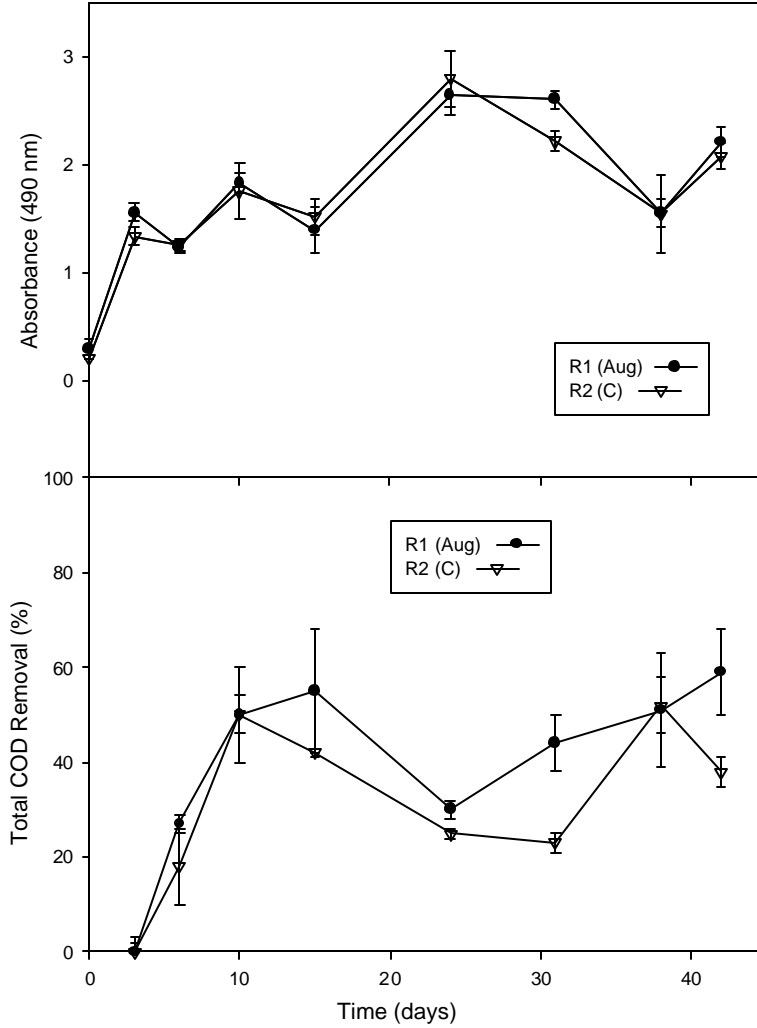 3
2
1
0
Absorbance (490 nm)
R1 (Aug)
R2 (C)
100
80
60
40
20
0
Total COD Removal (%)
R1 (Aug)
R2 (C)
0 10 20 30 40
Time (days)